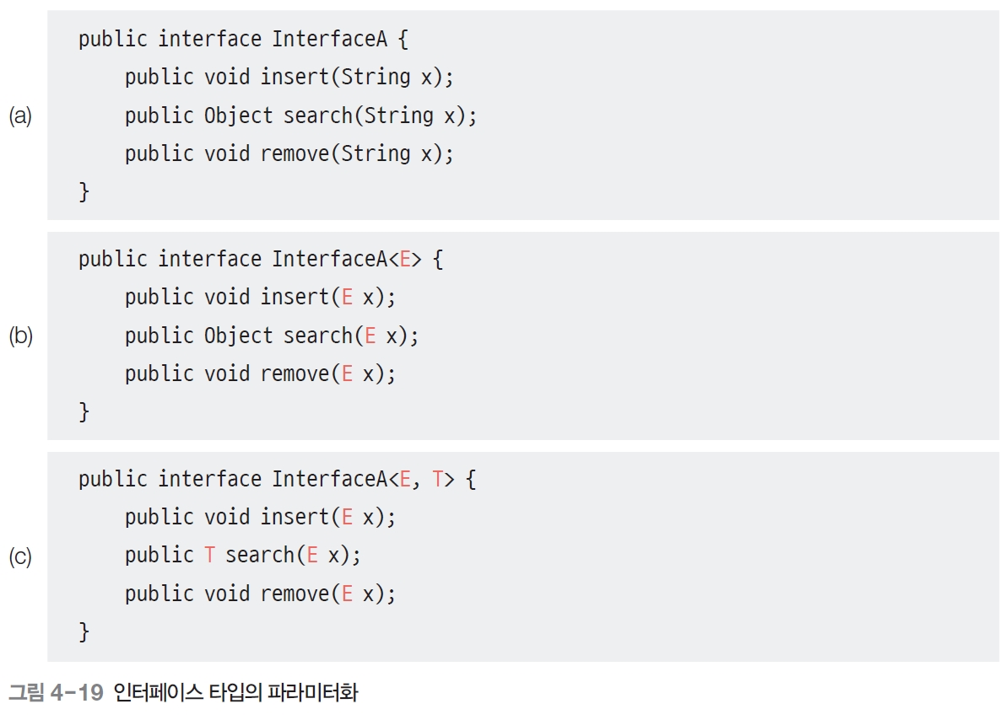 (a)
public interface InterfaceA {
public void insert(String x);
public Object search(String x);
public void remove(String x);
}
(b)
public interface InterfaceA<E> {
public void insert(E x);
public Object search(E x);
public void remove(E x);
}
(c)
public interface InterfaceA<E, T> {
public void insert(E x);
public T search(E x);
public void remove(E x);
}
그림 4-19 인터페이스 타입의 파라미터화